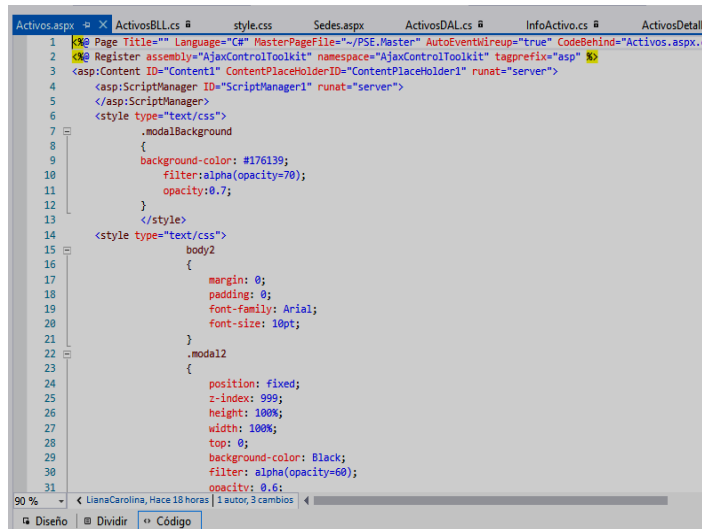 Activos.aspx ActivosBLL.cs style.css Sedes.aspx ActivosDAL.cs InfoActivo.cs ActivosDetall
1 <%@ Page Title="" Language="C#" MasterPageFile="~/PSE.Master" AutoEventWireup="true" CodeBehind="Activos.aspx.
2 <%@ Register assembly="AjaxControlToolkit" namespace="AjaxControlToolkit" tagprefix="asp" %>
3 <asp:Content ID="Content1" ContentPlaceHolderID="ContentPlaceHolder1" runat="server">
4 <asp:ScriptManager ID="ScriptManager1" runat="server">
5 </asp:ScriptManager>
6 <style type="text/css">
7 .modalBackground
8 {
9 background-color: #176139;
10 filter:alpha(opacity=70);
11 opacity:0.7;
12 }
13 </style>
14 <style type="text/css">
15 body2
16 {
17 margin: 0;
18 padding: 0;
19 font-family: Arial;
20 font-size: 10pt;
21 }
22 .modal2
23 {
24 position: fixed;
25 z-index: 999;
26 height: 100%;
27 width: 100%;
28 top: 0;
29 background-color: Black;
30 filter: alpha(opacity=60);
31 opacity: 0.6;
90 % LianaCarolina, Hace 18 horas | 1 autor, 3 cambios
Diseño Dividir Código